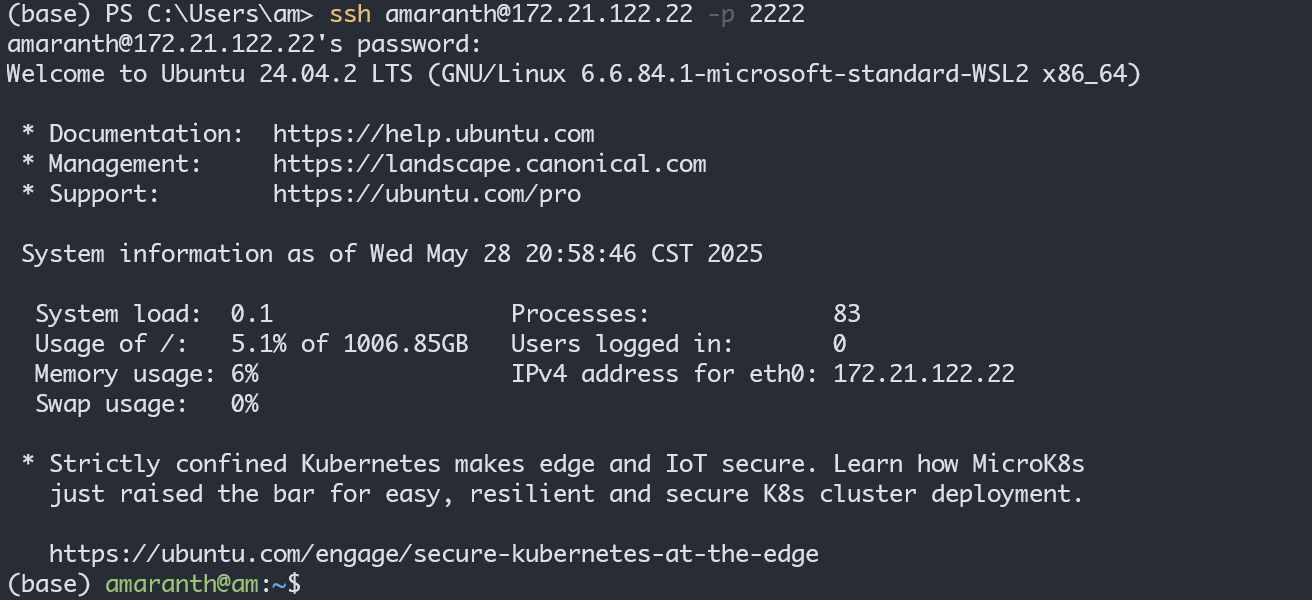 (base) PS C:\Users\am> ssh amaranth@172.21.122.22 -p 2222
amaranth@172.21.122.22's password:
Welcome to Ubuntu 24.04.2 LTS (GNU/Linux 6.6.84.1-microsoft-standard-WSL2 x86_64)

 * Documentation:  https://help.ubuntu.com
 * Management:     https://landscape.canonical.com
 * Support:        https://ubuntu.com/pro

 System information as of Wed May 28 20:58:46 CST 2025

  System load:  0.1                 Processes:             83
  Usage of /:   5.1% of 1006.85GB   Users logged in:       0
  Memory usage: 6%                  IPv4 address for eth0: 172.21.122.22
  Swap usage:   0%

 * Strictly confined Kubernetes makes edge and IoT secure. Learn how MicroK8s
   just raised the bar for easy, resilient and secure K8s cluster deployment.

   https://ubuntu.com/engage/secure-kubernetes-at-the-edge
(base) amaranth@am:~$